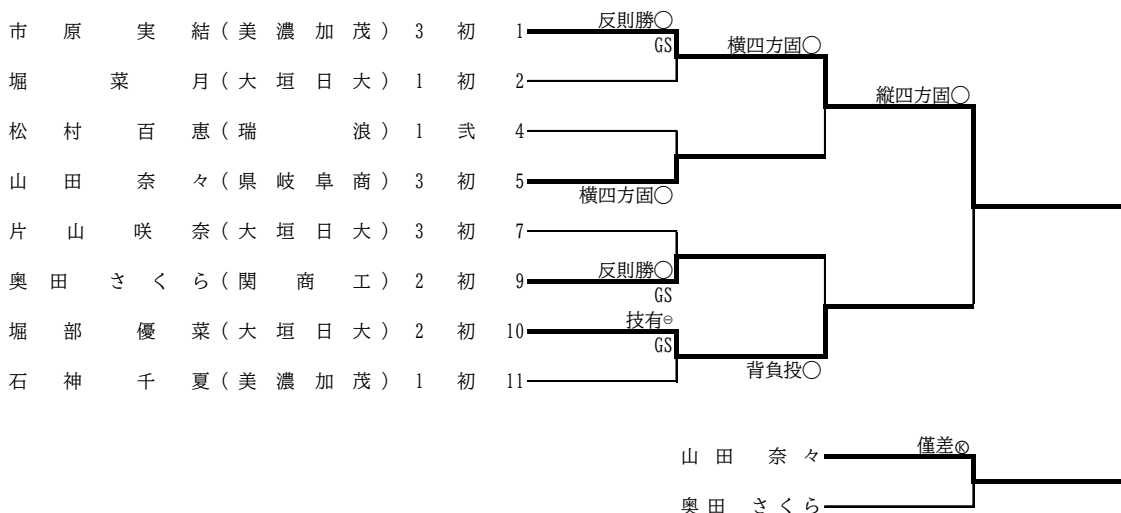 市原実結(美濃加茂) 3 初 1 反則勝○
GS 横四方固○
堀菜月(大垣日大) 1 初 2
縦四方固○
松村百恵(瑞浪) 1 弐 4
山田奈々(県岐阜商) 3 初 5
横四方固○
片山咲奈(大垣日大) 3 初 7
奥田さくら(関商工) 2 初 9 反則勝○
GS
堀部優菜(大垣日大) 2 初 10 技有⊖
GS
背負投○
石神千夏(美濃加茂) 1 初 11
山田奈々 僅差Ⓚ
奥田さくら